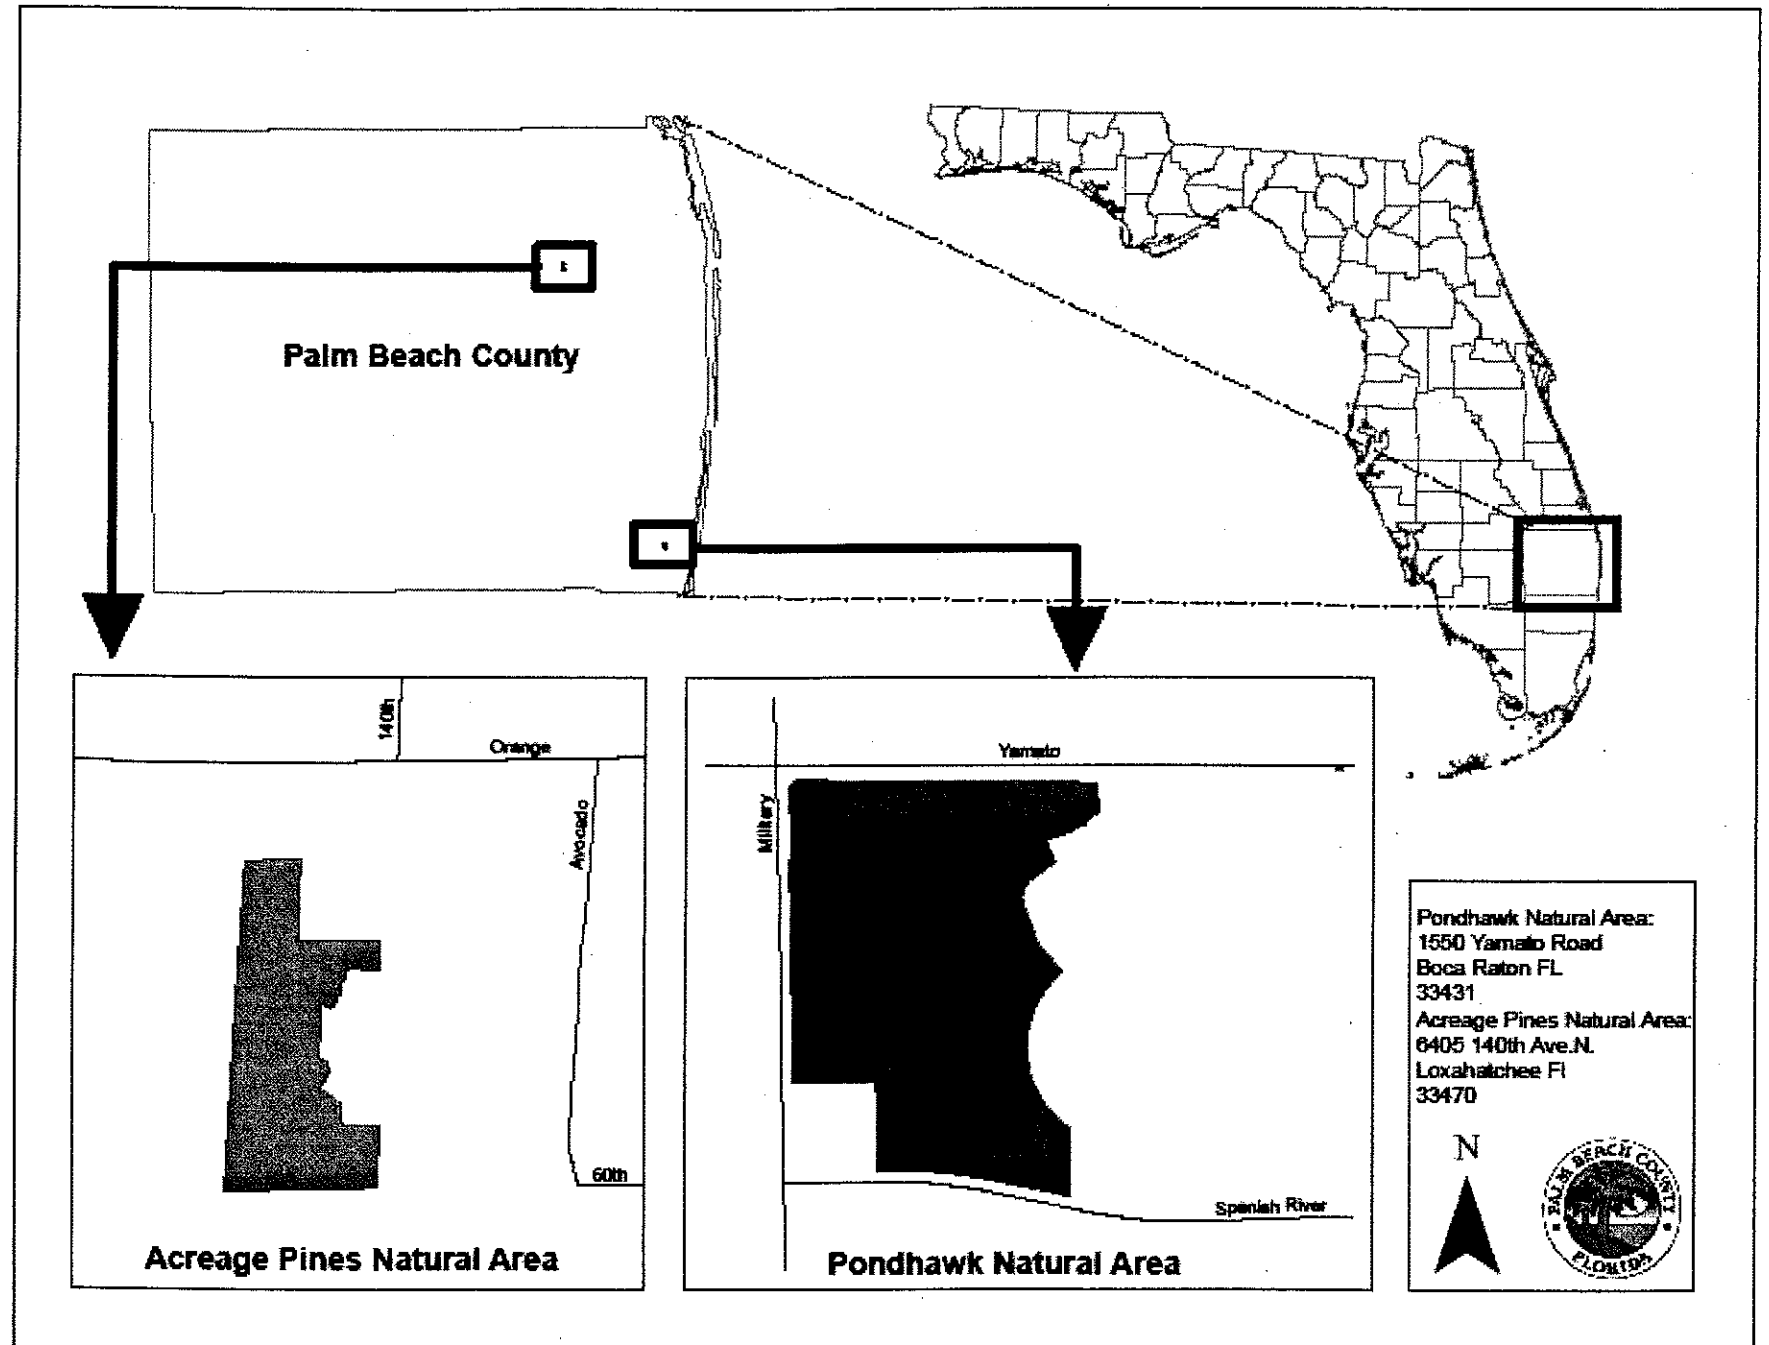 Palm Beach County
140th
Orange
Avocado
60th
Acreage Pines Natural Area
Yamato
Military
Spanish River
Pondhawk Natural Area
Pondhawk Natural Area:
1550 Yamato Road
Boca Raton FL
33431
Acreage Pines Natural Area:
6405 140th Ave.N.
Loxahatchee Fl
33470
N
PALM BEACH COUNTY
FLORIDA